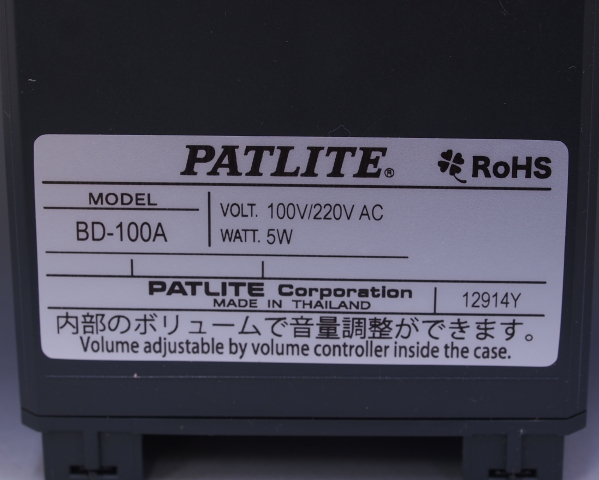 PATLITE® RoHS
MODEL
BD-100A
VOLT. 100V/220V AC
WATT. 5W
PATLITE Corporation
MADE IN THAILAND
12914Y
内部のボリュームで音量調整ができます。
Volume adjustable by volume controller inside the case.